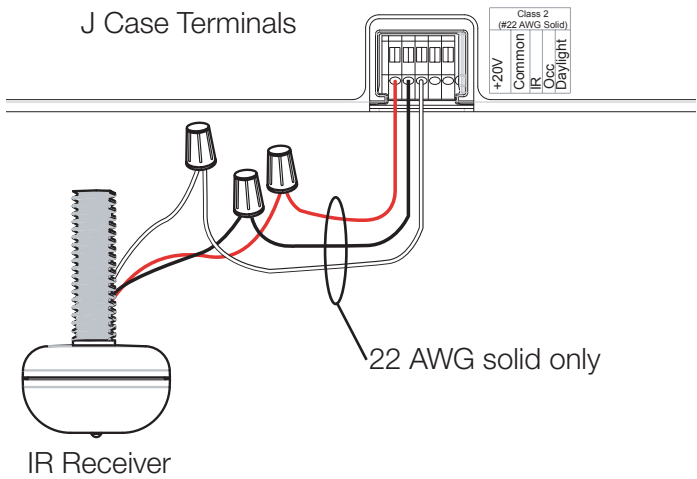 J Case Terminals
Class 2
(#22 AWG Solid)
+20V
Common
IR
Occ
Daylight
22 AWG solid only
IR Receiver